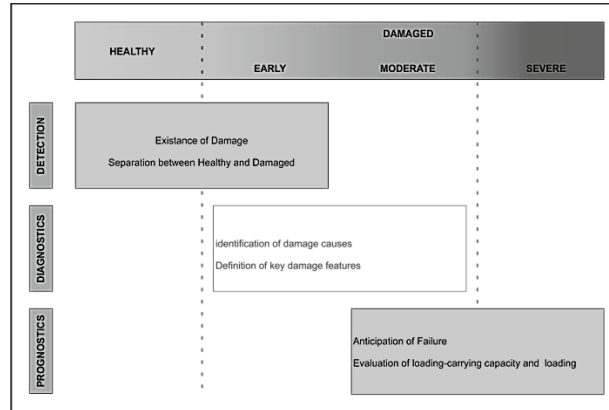 DAMAGED
HEALTHY
EARLY
MODERATE
SEVERE
DETECTION
Existance of Damage
Separation between Healthy and Damaged
DIAGNOSTICS
identification of damage causes
Definition of key damage features
PROGNOSTICS
Anticipation of Failure
Evaluation of loading-carrying capacity and loading